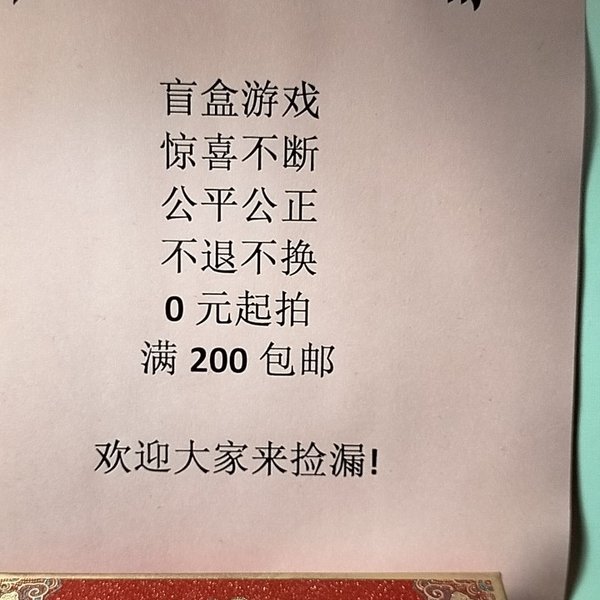 盲盒游戏
惊喜不断
公平公正
不退不换
0 元起拍
满 200 包邮
欢迎大家来捡漏!